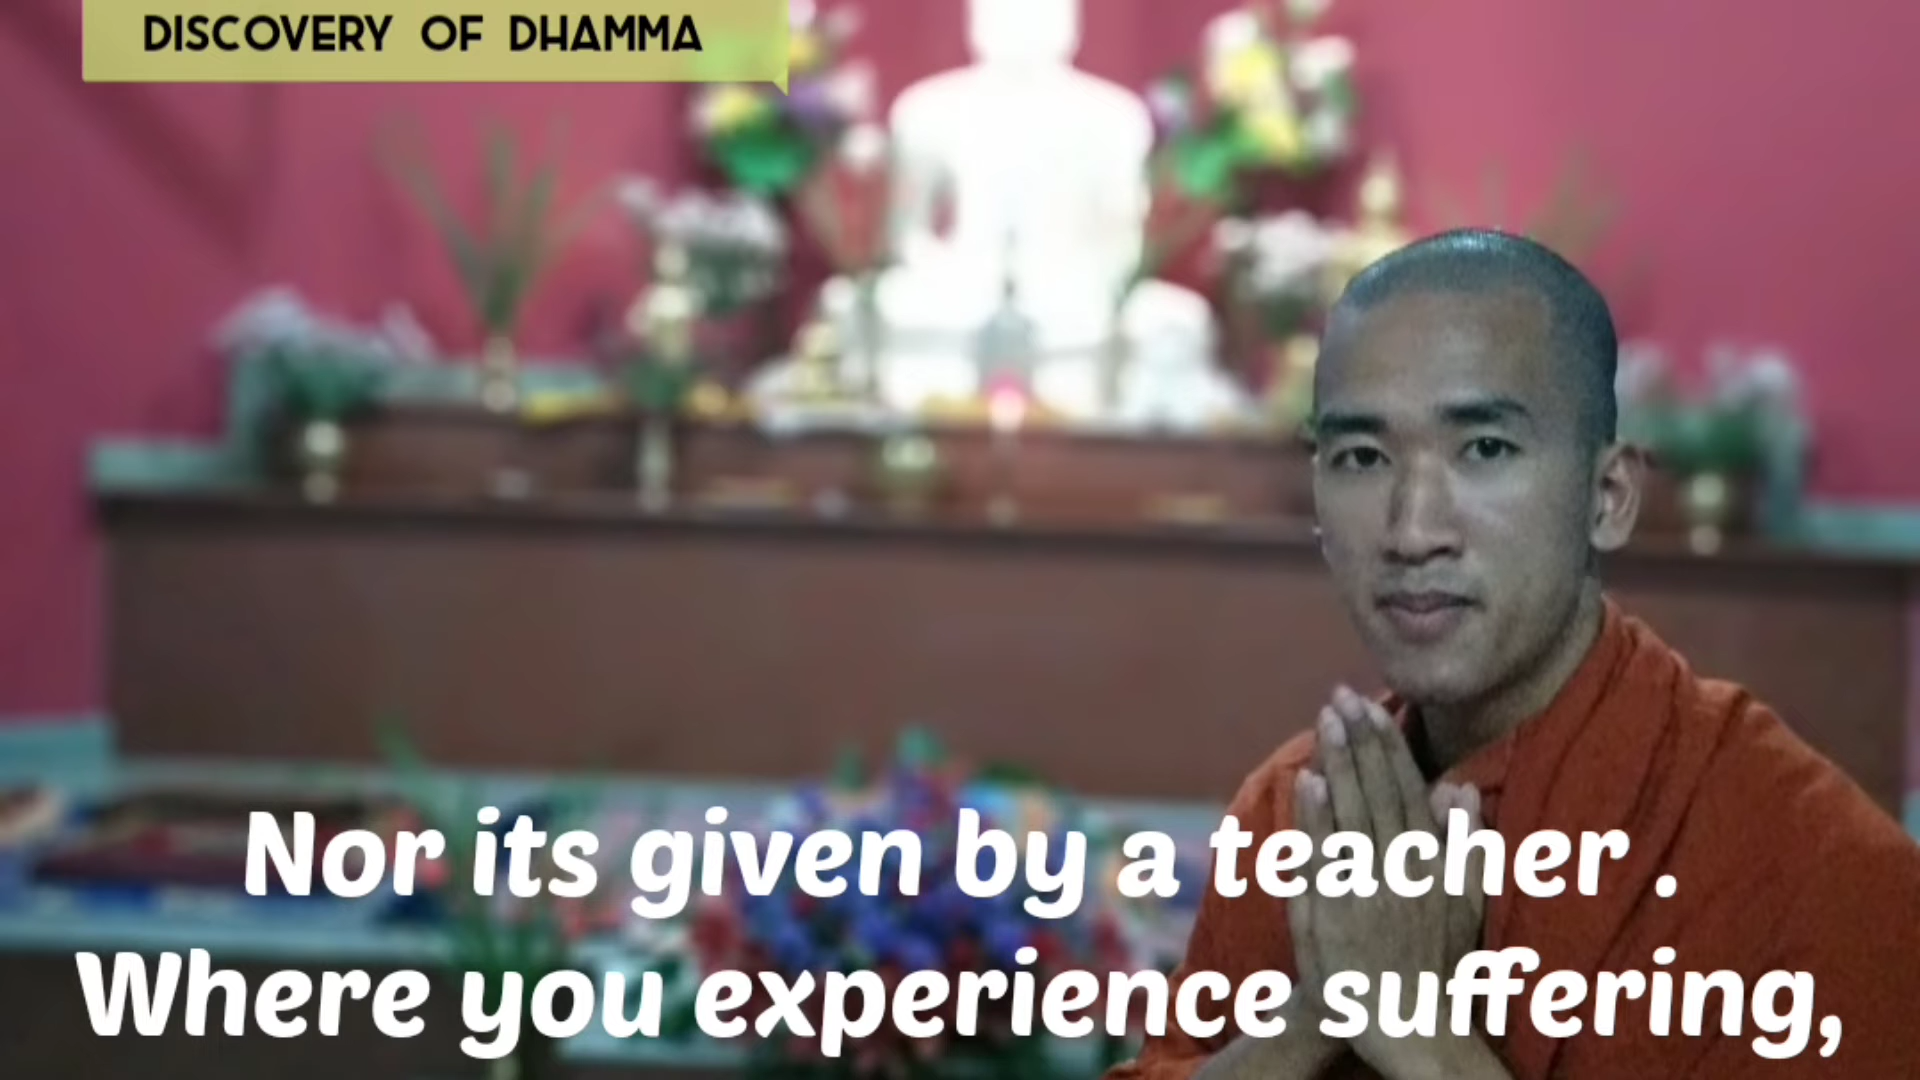 DISCOVERY OF DHAMMA
Nor its given by a teacher .
Where you experience suffering,